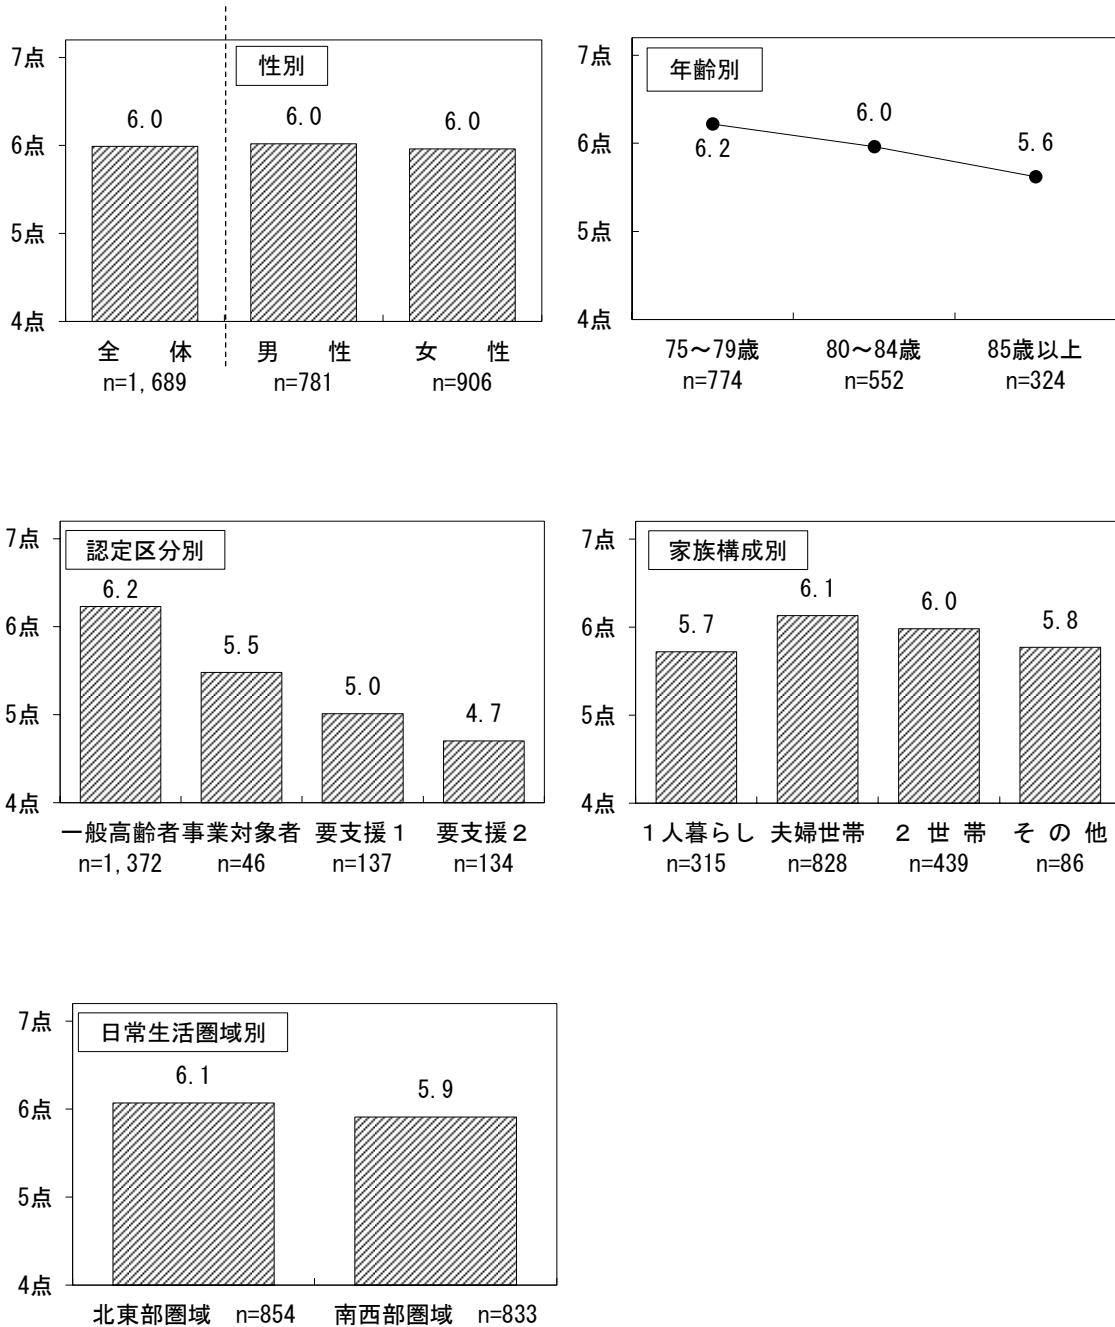 性別
7点
6点
5点
4点
6.0
6.0
6.0
全　体
男　性
女　性
n=1,689
n=781
n=906
年齢別
7点
6点
5点
4点
6.2
6.0
5.6
75～79歳
80～84歳
85歳以上
n=774
n=552
n=324
認定区分別
7点
6点
5点
4点
6.2
5.5
5.0
4.7
一般高齢者
事業対象者
要支援１
要支援２
n=1,372
n=46
n=137
n=134
家族構成別
7点
6点
5点
4点
5.7
6.1
6.0
5.8
１人暮らし
夫婦世帯
２ 世 帯
そ の 他
n=315
n=828
n=439
n=86
日常生活圏域別
7点
6点
5点
4点
6.1
5.9
北東部圏域　n=854
南西部圏域　n=833